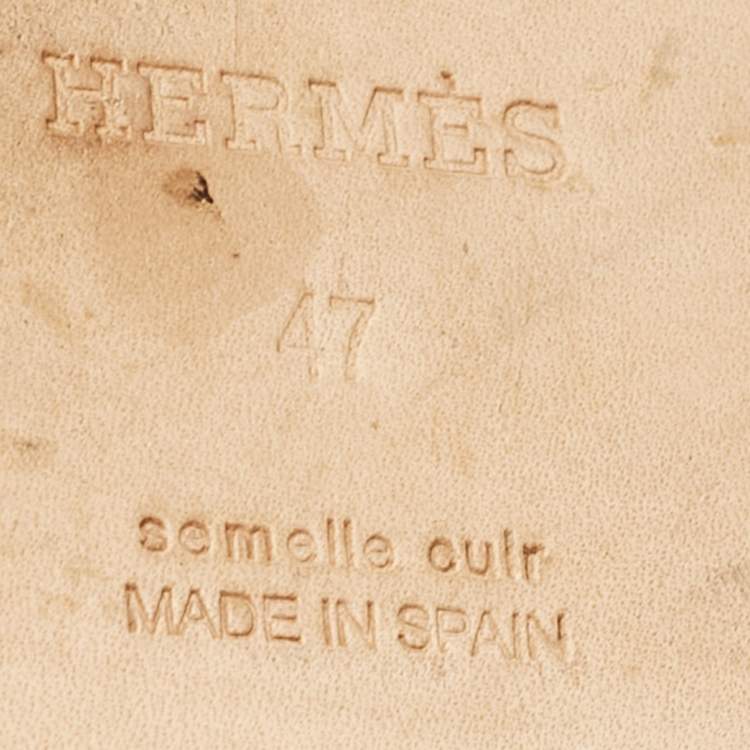 HERMÈS
47
semelle cuir
MADE IN SPAIN